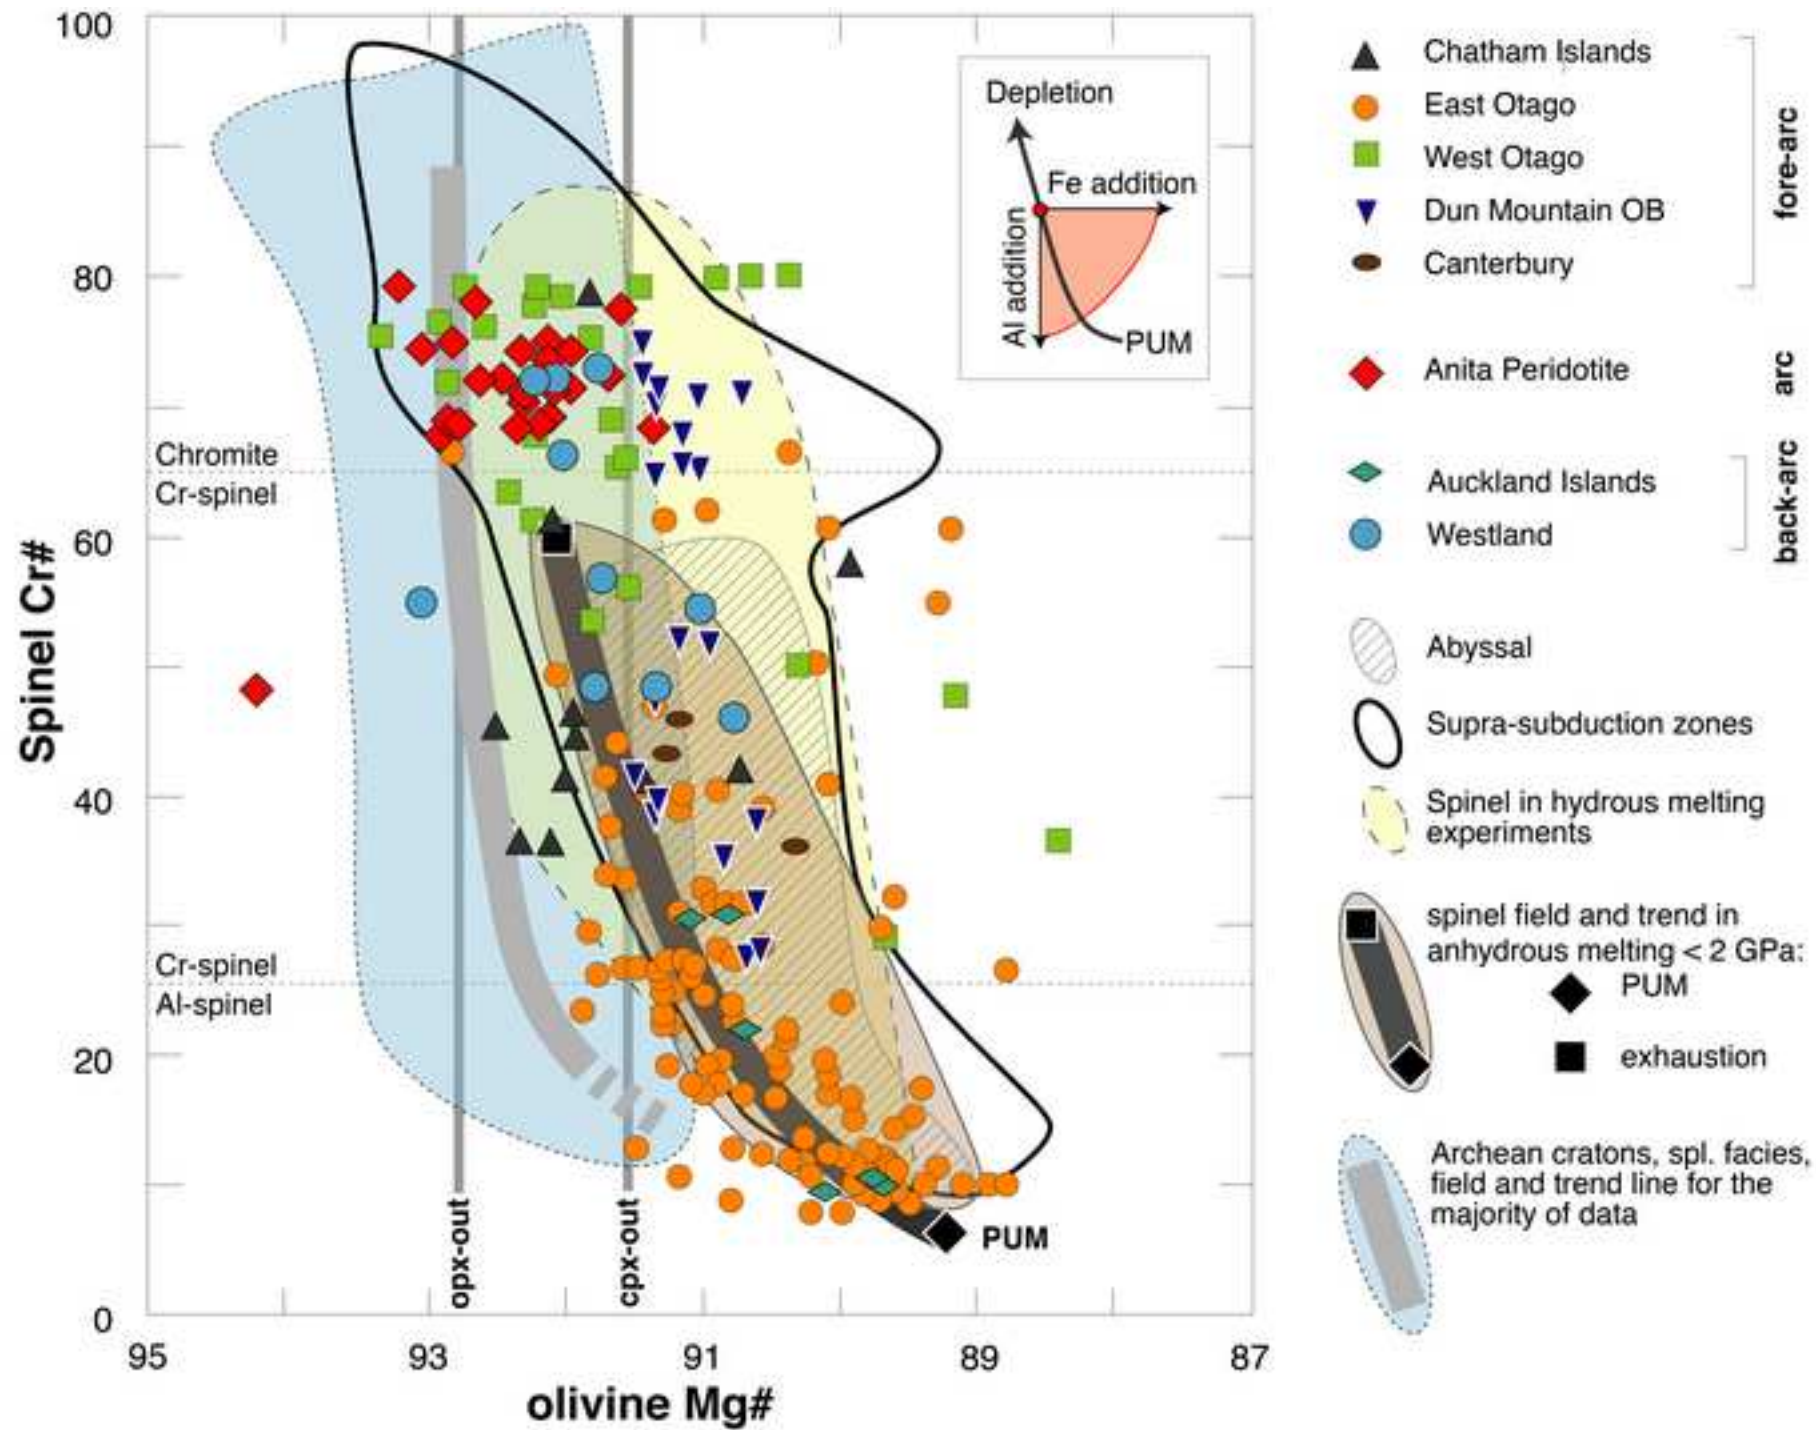 100
80
60
40
20
0
Spinel Cr#
95
93
91
89
87
olivine Mg#
Chromite
Cr-spinel
Cr-spinel
Al-spinel
opx-out
cpx-out
PUM
Depletion
Fe addition
Al addition
PUM
Chatham Islands
East Otago
West Otago
Dun Mountain OB
Canterbury
fore-arc
Anita Peridotite
arc
Auckland Islands
Westland
back-arc
Abyssal
Supra-subduction zones
Spinel in hydrous melting
experiments
spinel field and trend in
anhydrous melting < 2 GPa:
PUM
exhaustion
Archean cratons, spl. facies,
field and trend line for the
majority of data